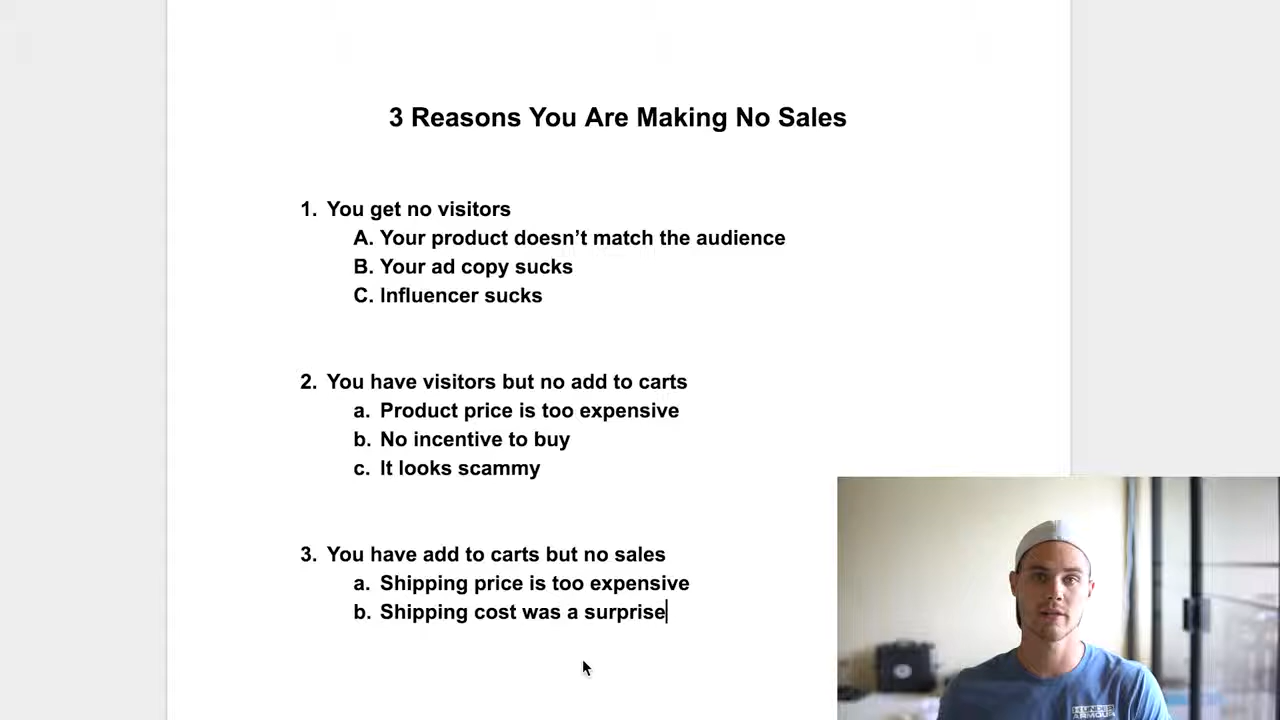 3 Reasons You Are Making No Sales
1. You get no visitors
A. Your product doesn’t match the audience
B. Your ad copy sucks
C. Influencer sucks
2. You have visitors but no add to carts
a. Product price is too expensive
b. No incentive to buy
c. It looks scammy
3. You have add to carts but no sales
a. Shipping price is too expensive
b. Shipping cost was a surprise
UNDER
ARMOUR